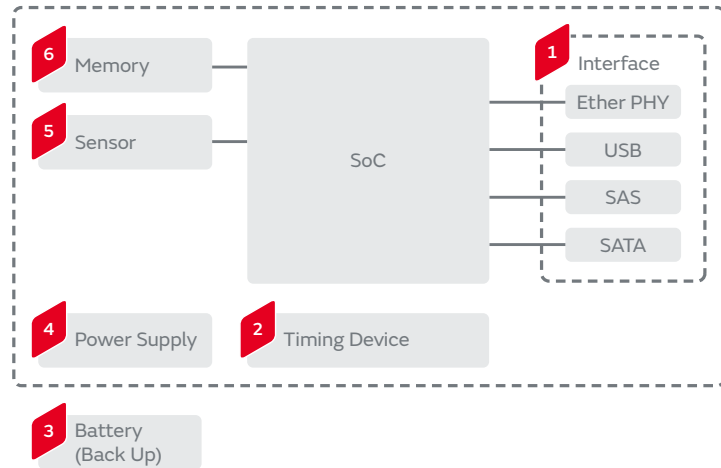 6
Memory
5
Sensor
SoC
1
Interface
Ether PHY
USB
SAS
SATA
4
Power Supply
2
Timing Device
3
Battery
(Back Up)